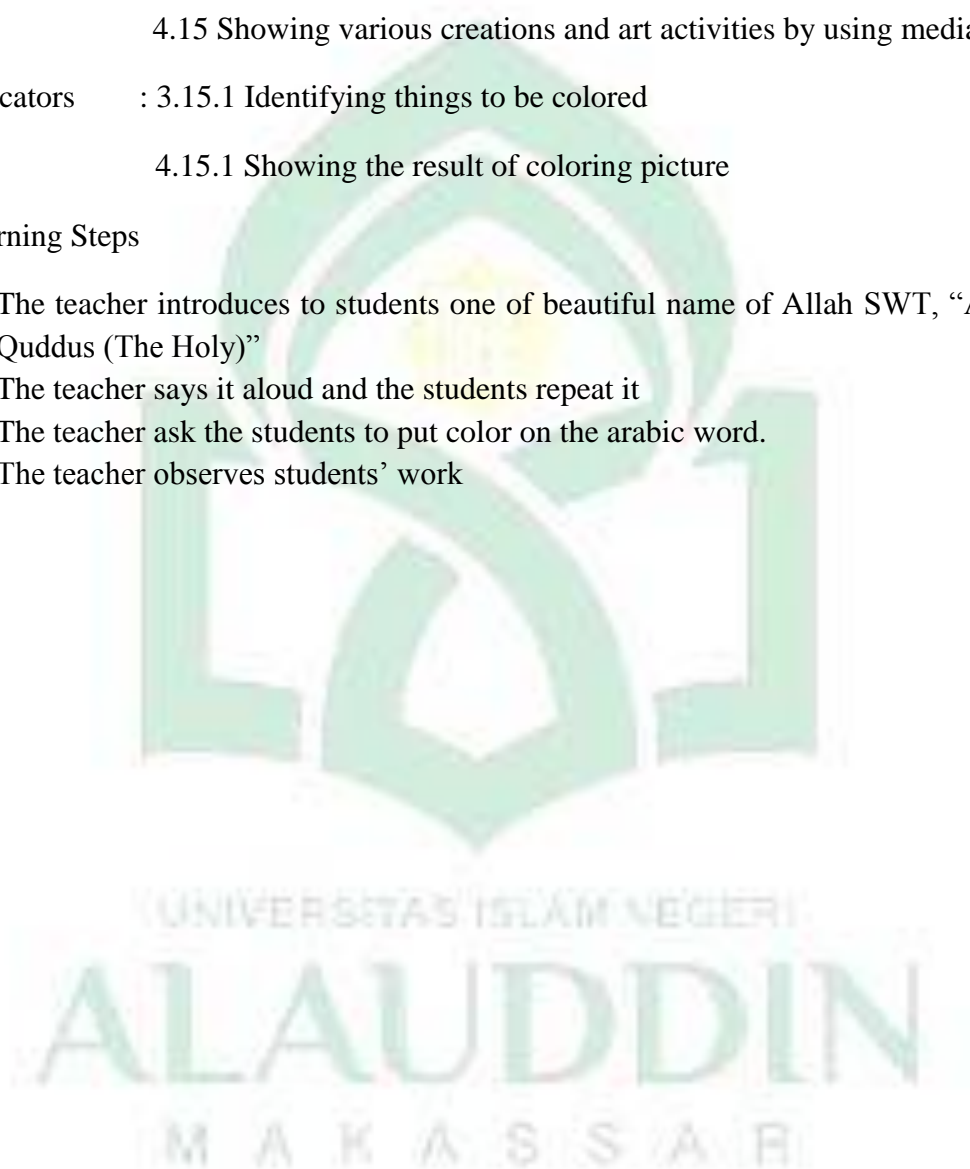 4.15 Showing various creations and art activities by using media
cators : 3.15.1 Identifying things to be colored
4.15.1 Showing the result of coloring picture
rning Steps
The teacher introduces to students one of beautiful name of Allah SWT, “A
Quddus (The Holy)”
The teacher says it aloud and the students repeat it
The teacher ask the students to put color on the arabic word.
The teacher observes students’ work
UNIVERSITAS ISLAM NEGERI
ALAUDDIN
MAKASSAR